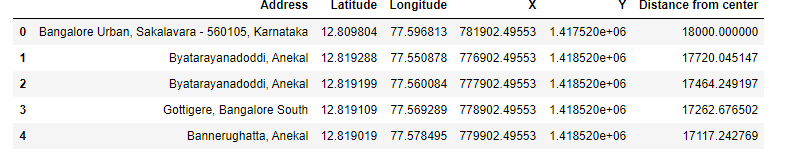 Address Latitude Longitude X Y Distance from center
0 Bangalore Urban, Sakalavara - 560105, Karnataka 12.809804 77.596813 781902.49553 1.417520e+06 18000.000000
1 Byatarayanadoddi, Anekal 12.819288 77.550878 776902.49553 1.418520e+06 17720.045147
2 Byatarayanadoddi, Anekal 12.819199 77.560084 777902.49553 1.418520e+06 17464.249197
3 Gottigere, Bangalore South 12.819109 77.569289 778902.49553 1.418520e+06 17262.676502
4 Bannerughatta, Anekal 12.819019 77.578495 779902.49553 1.418520e+06 17117.242769